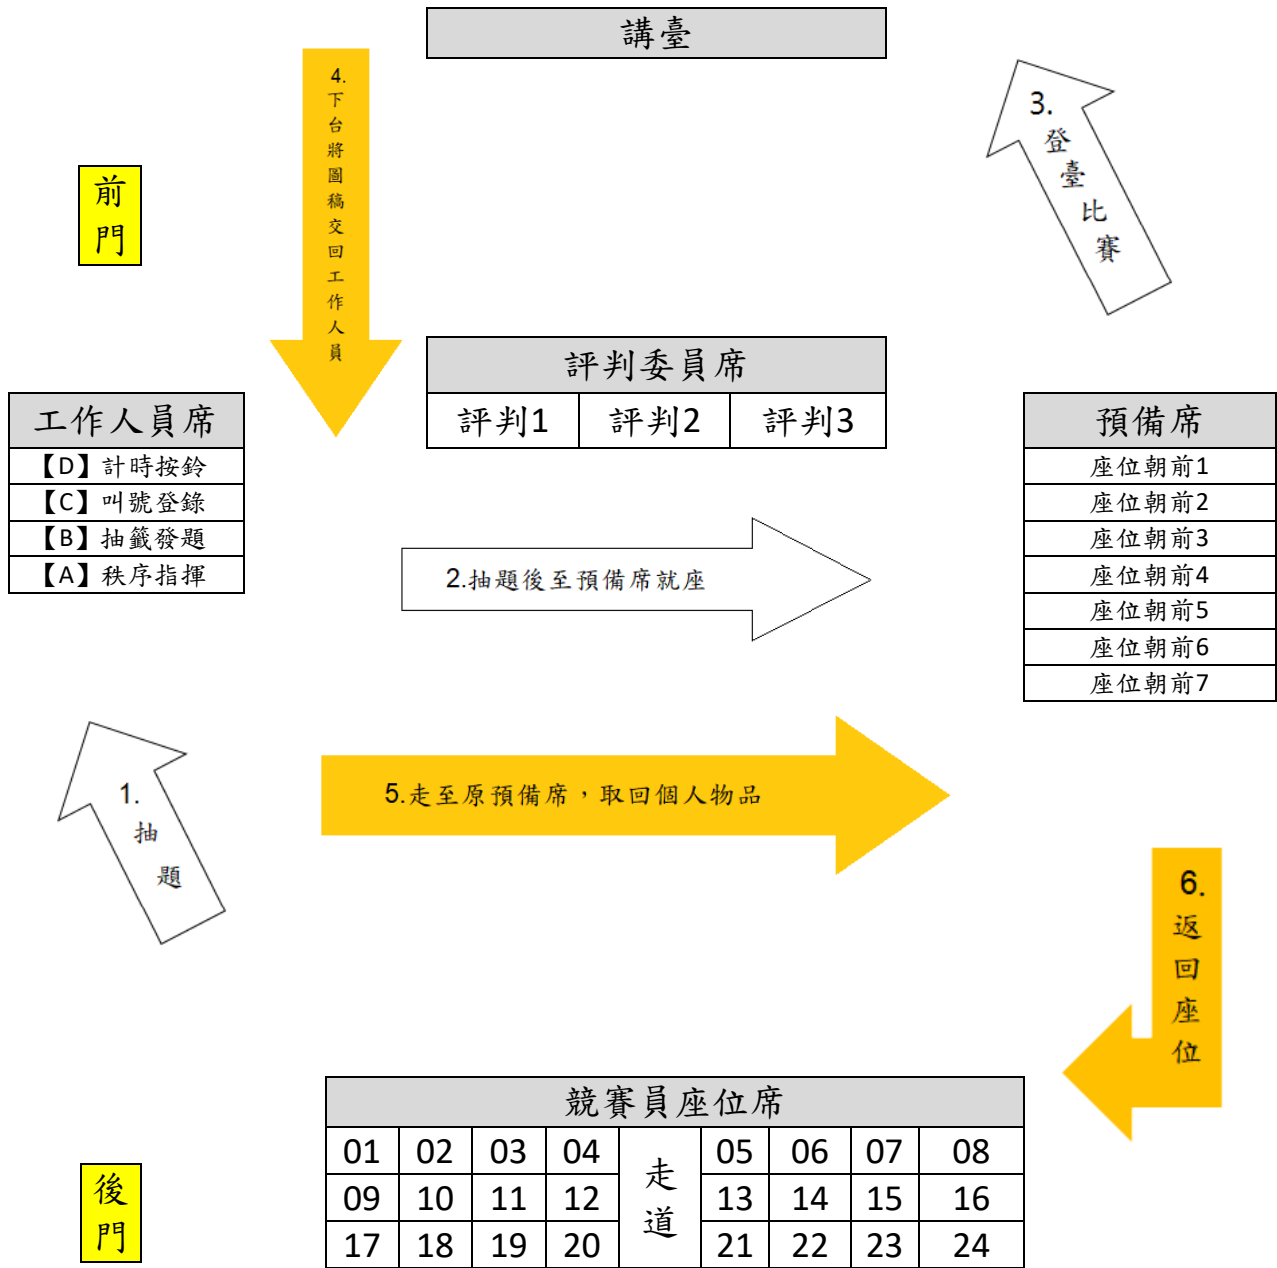 講臺
4.下台將圖稿交回工作人員
3.登臺比賽
前門
評判委員席
評判1 評判2 評判3
工作人員席
【D】計時按鈴
【C】叫號登錄
【B】抽籤發題
【A】秩序指揮
預備席
座位朝前1
座位朝前2
座位朝前3
座位朝前4
座位朝前5
座位朝前6
座位朝前7
2.抽題後至預備席就座
1.抽題
5.走至原預備席，取回個人物品
6.返回座位
競賽員座位席
01 02 03 04 走道 05 06 07 08
09 10 11 12 13 14 15 16
17 18 19 20 21 22 23 24
後門